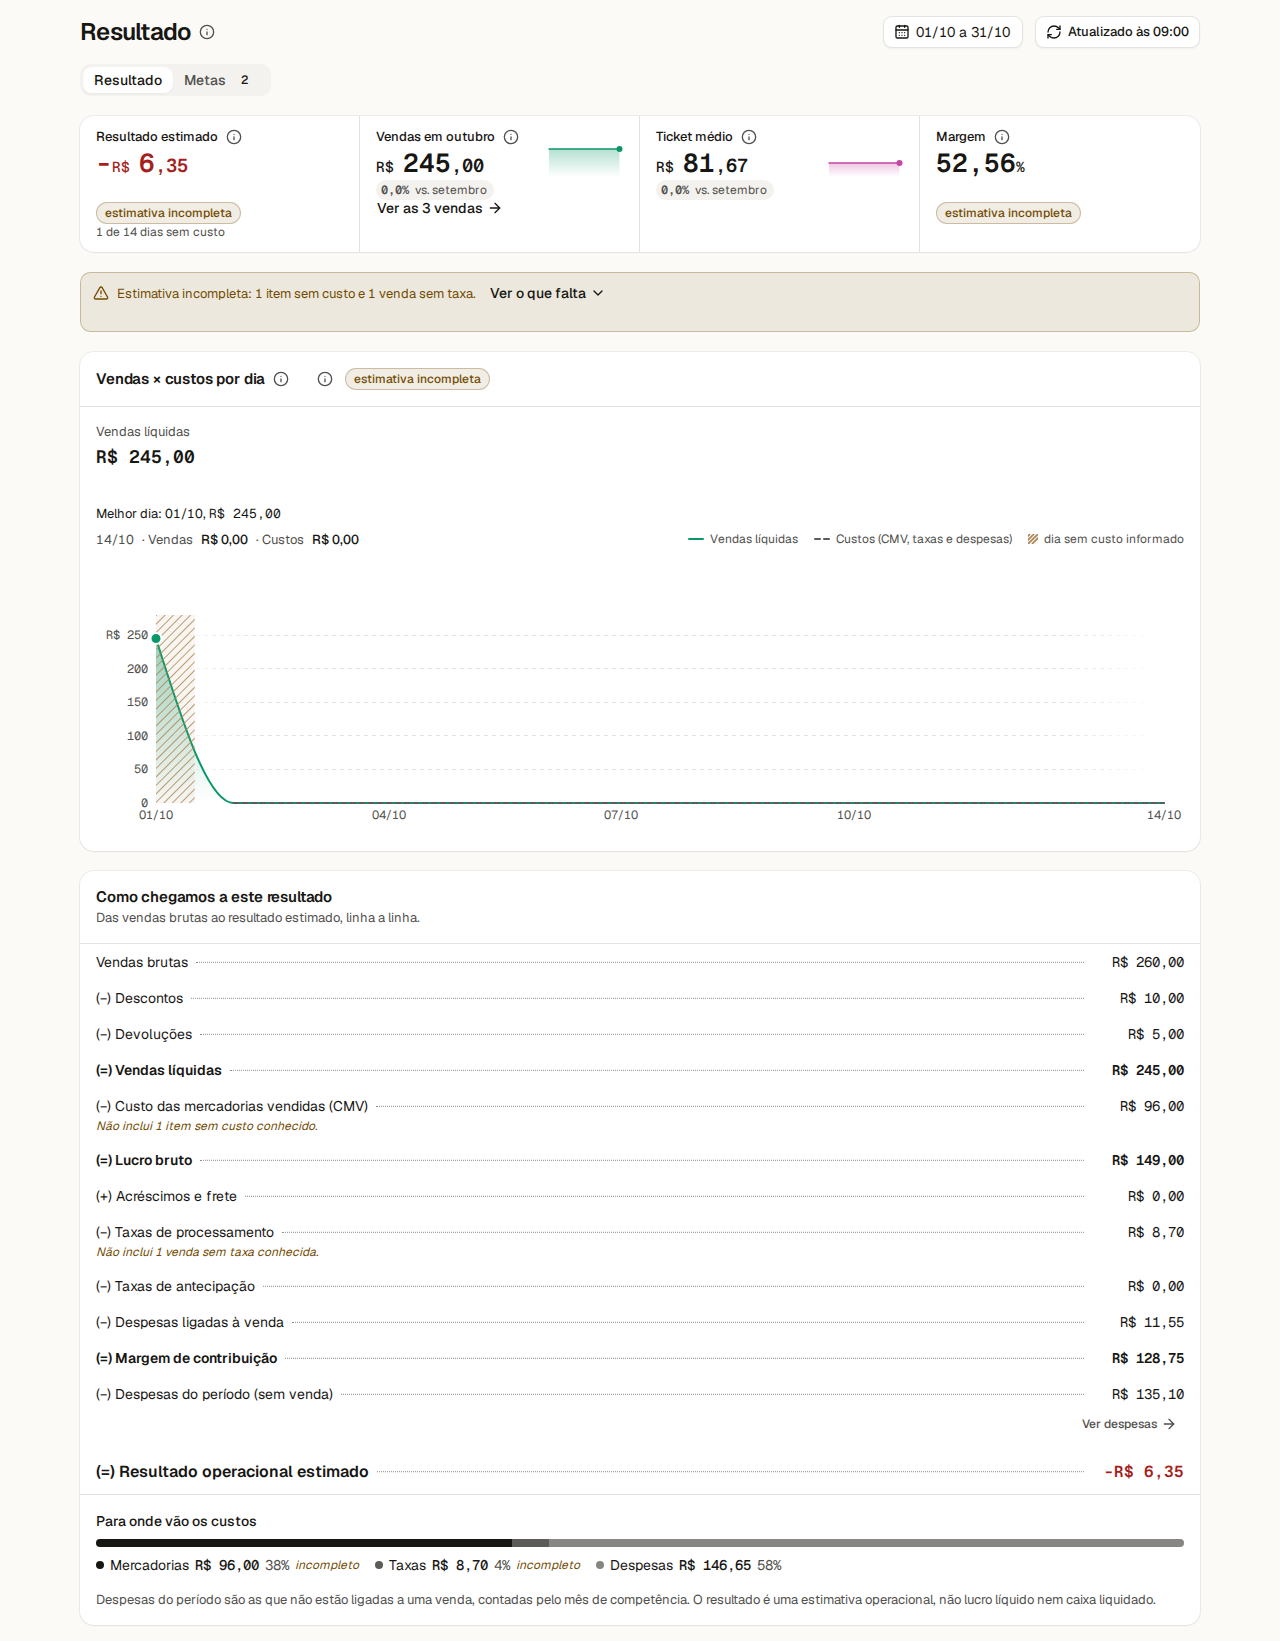 Resultado
01/10 a 31/10
Atualizado às 09:00
Resultado Metas 2
Resultado estimado
-R$ 6,35
estimativa incompleta
1 de 14 dias sem custo
Vendas em outubro
R$ 245,00
0,0% vs. setembro
Ver as 3 vendas →
Ticket médio
R$ 81,67
0,0% vs. setembro
Margem
52,56%
estimativa incompleta
Estimativa incompleta: 1 item sem custo e 1 venda sem taxa. Ver o que falta
Vendas × custos por dia estimativa incompleta
Vendas líquidas
R$ 245,00
Melhor dia: 01/10, R$ 245,00
14/10 · Vendas R$ 0,00 · Custos R$ 0,00
Vendas líquidas Custos (CMV, taxas e despesas) dia sem custo informado
R$ 250
200
150
100
50
0
01/10 04/10 07/10 10/10 14/10
Como chegamos a este resultado
Das vendas brutas ao resultado estimado, linha a linha.
Vendas brutas R$ 260,00
(−) Descontos R$ 10,00
(−) Devoluções R$ 5,00
(=) Vendas líquidas R$ 245,00
(−) Custo das mercadorias vendidas (CMV) R$ 96,00
Não inclui 1 item sem custo conhecido.
(=) Lucro bruto R$ 149,00
(+) Acréscimos e frete R$ 0,00
(−) Taxas de processamento R$ 8,70
Não inclui 1 venda sem taxa conhecida.
(−) Taxas de antecipação R$ 0,00
(−) Despesas ligadas à venda R$ 11,55
(=) Margem de contribuição R$ 128,75
(−) Despesas do período (sem venda) R$ 135,10
Ver despesas →
(=) Resultado operacional estimado -R$ 6,35
Para onde vão os custos
Mercadorias R$ 96,00 38% incompleto Taxas R$ 8,70 4% incompleto Despesas R$ 146,65 58%
Despesas do período são as que não estão ligadas a uma venda, contadas pelo mês de competência. O resultado é uma estimativa operacional, não lucro líquido nem caixa liquidado.